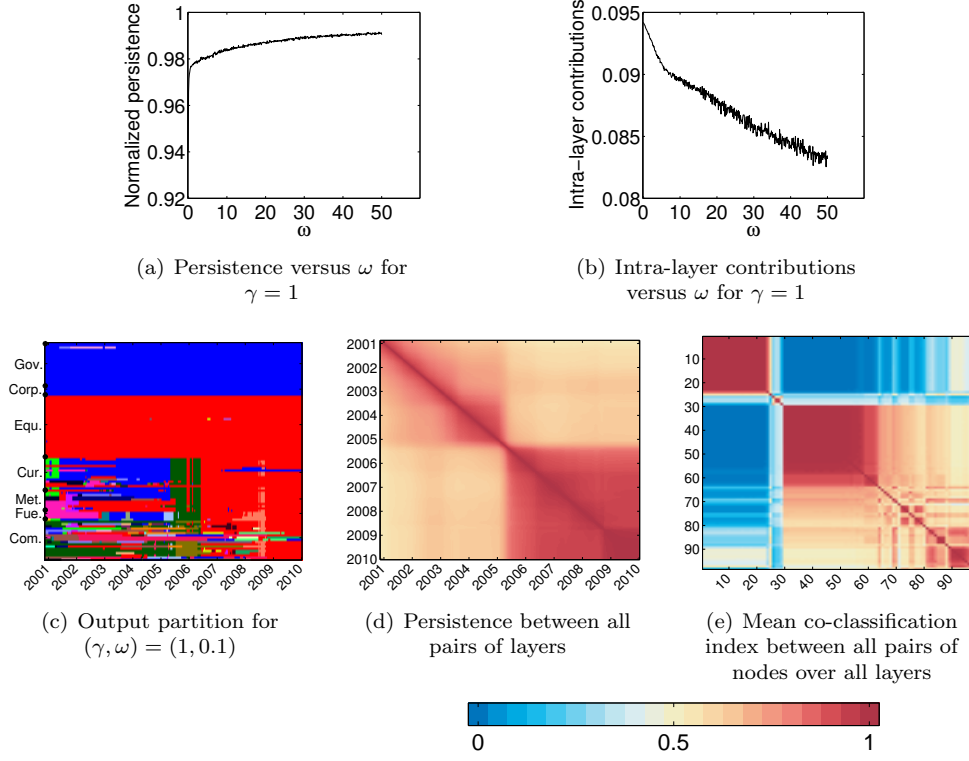 1
0.98
0.96
0.94
0.92
0 10 20 30 40 50
ω
Normalized persistence
0.095
0.09
0.085
0.08
0 10 20 30 40 50
ω
Intra−layer contributions
(a) Persistence versus ω for
γ = 1
(b) Intra-layer contributions
versus ω for γ = 1
Gov.
Corp.
Equ.
Cur.
Met.
Fue.
Com.
2001 2002 2003 2004 2005 2006 2007 2008 2009 2010
2001
2002
2003
2004
2005
2006
2007
2008
2009
2010
2001 2002 2003 2004 2005 2006 2007 2008 2009 2010
10
20
30
40
50
60
70
80
90
10 20 30 40 50 60 70 80 90
(c) Output partition for
(γ, ω) = (1, 0.1)
(d) Persistence between all
pairs of layers
(e) Mean co-classification
index between all pairs of
nodes over all layers
0 0.5 1